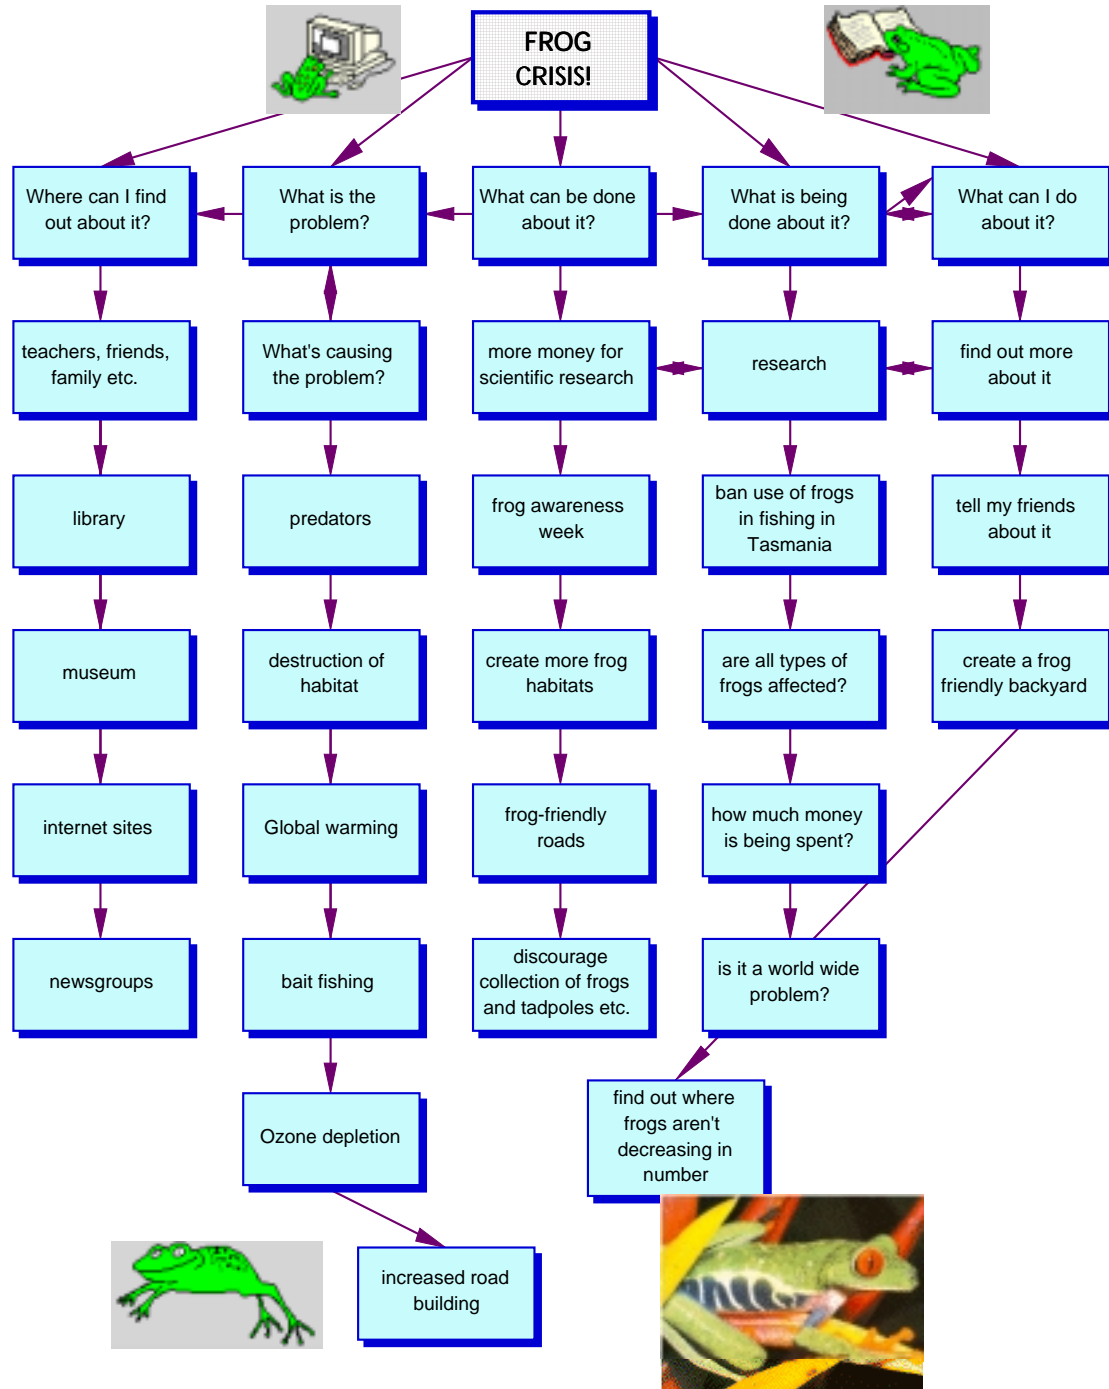 FROG
CRISIS!
Where can I find
out about it?
What is the
problem?
What can be done
about it?
What is being
done about it?
What can I do
about it?
teachers, friends,
family etc.
What's causing
the problem?
more money for
scientific research
research
find out more
about it
library
predators
frog awareness
week
ban use of frogs
in fishing in
Tasmania
tell my friends
about it
museum
destruction of
habitat
create more frog
habitats
are all types of
frogs affected?
create a frog
friendly backyard
internet sites
Global warming
frog-friendly
roads
how much money
is being spent?
newsgroups
bait fishing
discourage
collection of frogs
and tadpoles etc.
is it a world wide
problem?
Ozone depletion
find out where
frogs aren't
decreasing in
number
increased road
building